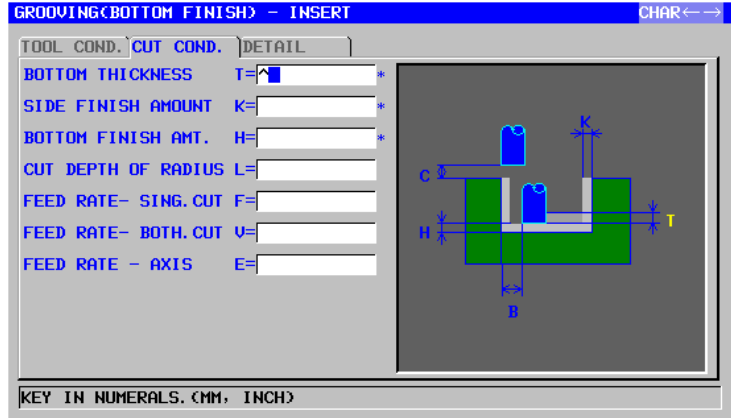 GROOVING(BOTTOM FINISH) - INSERT CHAR←→
TOOL COND. CUT COND. DETAIL
BOTTOM THICKNESS T=^ *
SIDE FINISH AMOUNT K= *
BOTTOM FINISH AMT. H= *
CUT DEPTH OF RADIUS L=
FEED RATE- SING.CUT F=
FEED RATE- BOTH.CUT V=
FEED RATE - AXIS E=
K
C
T
H
B
KEY IN NUMERALS.(MM, INCH)